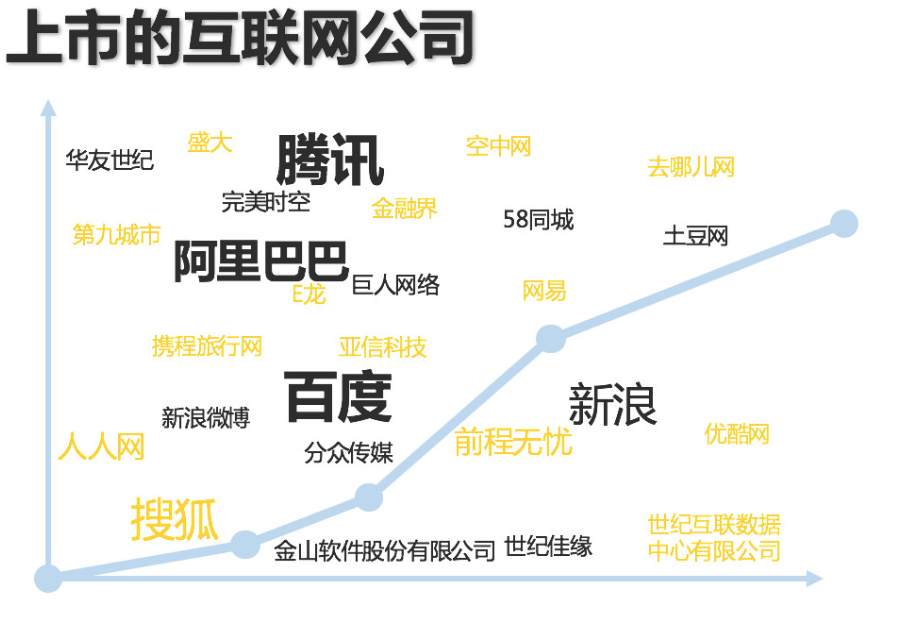 上市的互联网公司
华友世纪
盛大
腾讯
空中网
去哪儿网
完美时空
金融界
58同城
第九城市
土豆网
阿里巴巴
巨人网络
E龙
网易
携程旅行网
亚信科技
百度
新浪
新浪微博
人人网
分众传媒
前程无忧
优酷网
搜狐
金山软件股份有限公司
世纪佳缘
世纪互联数据
中心有限公司